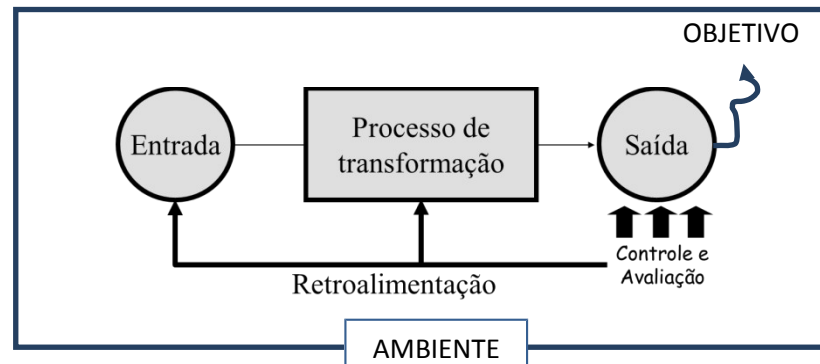 OBJETIVO
Entrada
Processo de
transformação
Saída
Controle e
Avaliação
Retroalimentação
AMBIENTE